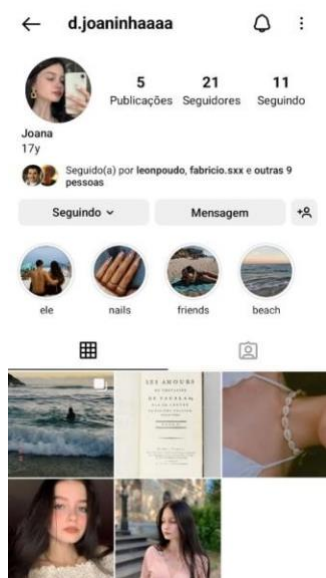 d.joaninhaaaa
5 21 11
Publicações Seguidores Seguindo
Joana
17y
Seguido(a) por leonpoudo, fabricio.sxx e outras 9
pessoas
Seguindo Mensagem
ele nails friends beach
LES AMOURS